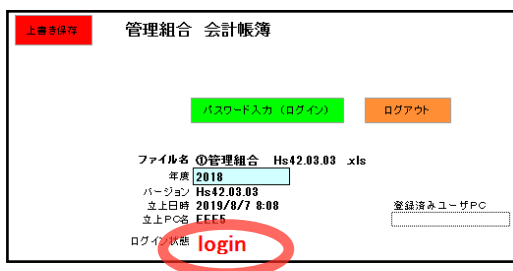 上書き保存 管理組合 会計帳簿
パスワード入力（ログイン） ログアウト
ファイル名 ①管理組合 Hs42.03.03 .xls
年度 2018
バージョン Hs42.03.03
立上日時 2019/8/7 8:08 登録済みユーザPC
立上PC名 EEE5
ログイン状態 login